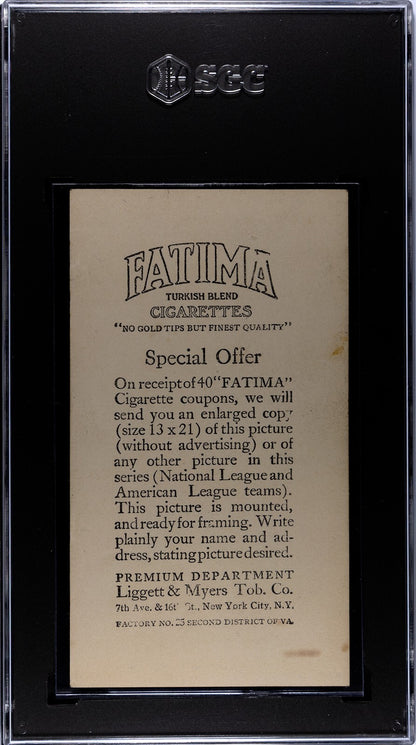 SGC
FATIMA
TURKISH BLEND
CIGARETTES
"NO GOLD TIPS BUT FINEST QUALITY"
Special Offer
On receipt of 40 "FATIMA"
Cigarette coupons, we will
send you an enlarged copy
(size 13 x 21) of this picture
(without advertising) or of
any other picture in this
series (National League and
American League teams).
This picture is mounted,
and ready for framing. Write
plainly your name and ad-
dress, stating picture desired.
PREMIUM DEPARTMENT
Liggett & Myers Tob. Co.
7th Ave. & 16t St., New York City, N.Y.
FACTORY NO. 25 SECOND DISTRICT OF VA.